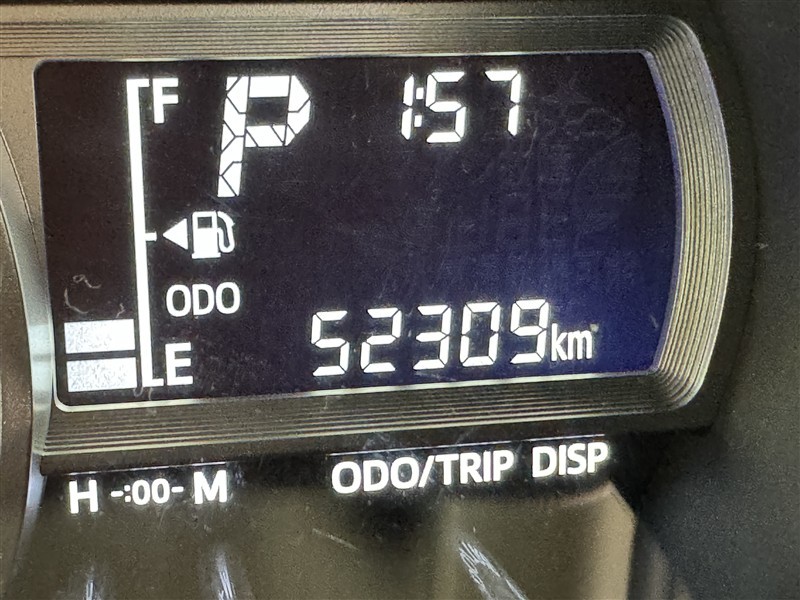 F P 1:57
ODO
52309km
E
H -:00- M ODO/TRIP DISP